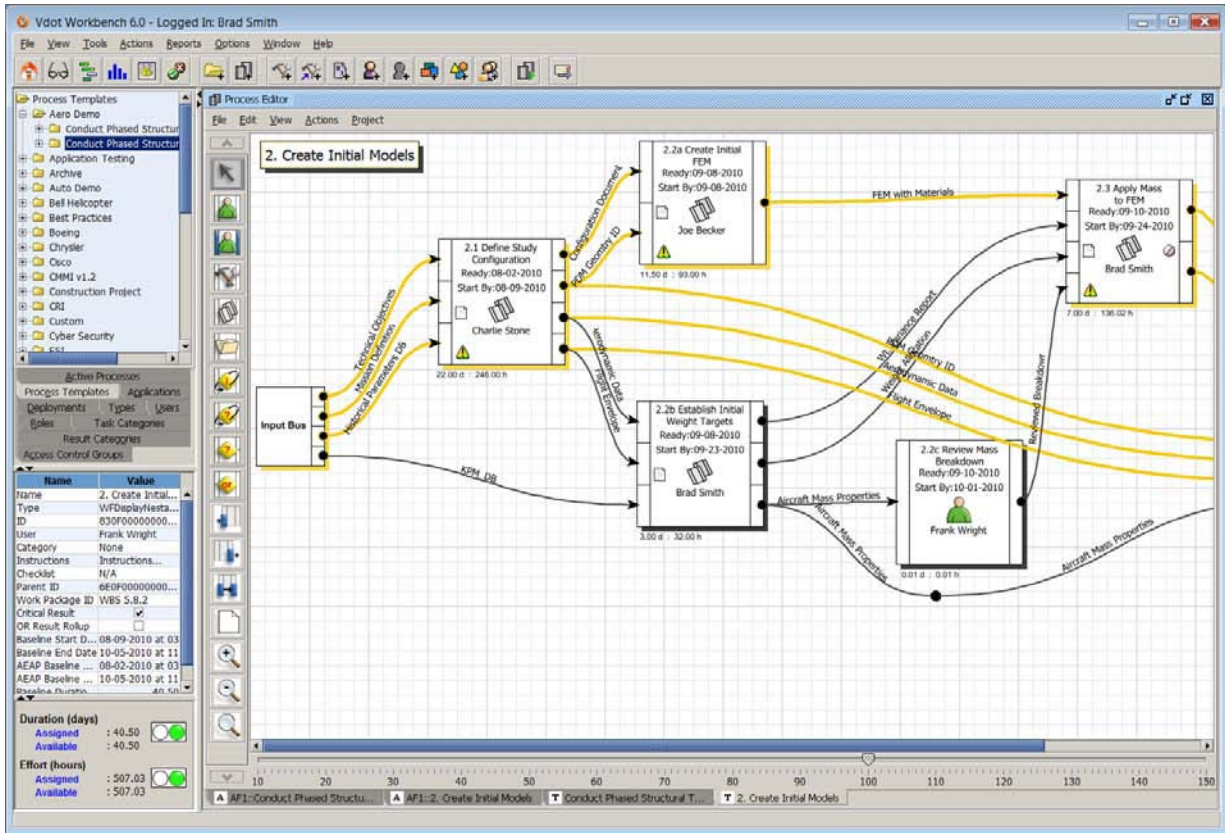 Vdot Workbench 6.0 - Logged In: Brad Smith
File View Tools Actions Reports Options Window Help
Process Templates
Aero Demo
Conduct Phased Structur
Conduct Phased Structur
Application Testing
Archive
Auto Demo
Bell Helicopter
Best Practices
Boeing
Chrysler
Cisco
CMMI v1.2
Construction Project
CRI
Custom
Cyber Security
ESI
Active Processes
Process Templates Applications
Deployments Types Users
Roles Task Categories
Result Categories
Access Control Groups
Name Value
Name 2. Create Initial...
Type WFDisplayNesta...
ID 830F00000000...
User Frank Wright
Category None
Instructions Instructions...
Checklist N/A
Parent ID 6E0F00000000...
Work Package ID WBS 5.8.2
Critical Result
OR Result Rollup
Baseline Start D... 08-09-2010 at 03
Baseline End Date 10-05-2010 at 11
AEAP Baseline ... 08-02-2010 at 03
AEAP Baseline ... 10-05-2010 at 11
Baseline Duratio 40.50
Duration (days)
Assigned : 40.50
Available : 40.50
Effort (hours)
Assigned : 507.03
Available : 507.03
Process Editor
File Edit View Actions Project
2. Create Initial Models
Input Bus
Technical Objectives
Mission Definition
Historical Parameters DB
KPM_DB
2.1 Define Study
Configuration
Ready:08-02-2010
Start By:08-09-2010
Charlie Stone
22.00 d : 246.00 h
Configuration Document
PDM Geomtry ID
Aerodynamic Data
Flight Envelope
2.2a Create Initial
FEM
Ready:09-08-2010
Start By:09-08-2010
Joe Becker
11.50 d : 93.00 h
FEM with Materials
2.2b Establish Initial
Weight Targets
Ready:09-08-2010
Start By:09-23-2010
Brad Smith
3.00 d : 32.00 h
Aircraft Mass Properties
Aircraft Mass Properties
Aircraft Mass Properties
2.2c Review Mass
Breakdown
Ready:09-10-2010
Start By:10-01-2010
Frank Wright
0.01 d : 0.01 h
Reviewed Breakdown
Aerodynamic Data
Flight Envelope
2.3 Apply Mass
to FEM
Ready:09-10-2010
Start By:09-24-2010
Brad Smith
7.00 d : 136.02 h
10 20 30 40 50 60 70 80 90 100 110 120 130 140 150
A AF1::Conduct Phased Structu... A AF1::2. Create Initial Models T Conduct Phased Structural T... T 2. Create Initial Models